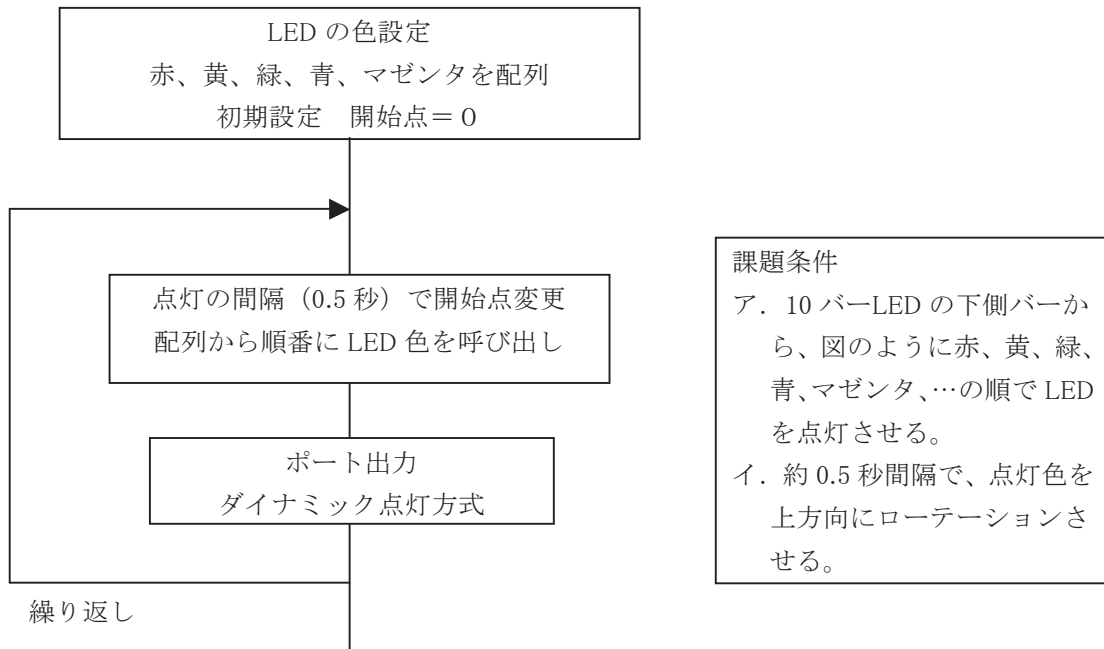 LED の色設定
赤、黄、緑、青、マゼンタを配列
初期設定　開始点＝０
点灯の間隔（0.5 秒）で開始点変更
配列から順番に LED 色を呼び出し
ポート出力
ダイナミック点灯方式
繰り返し
課題条件
ア．10 バーLED の下側バーか
ら、図のように赤、黄、緑、
青、マゼンタ、…の順で LED
を点灯させる。
イ．約 0.5 秒間隔で、点灯色を
上方向にローテーションさ
せる。